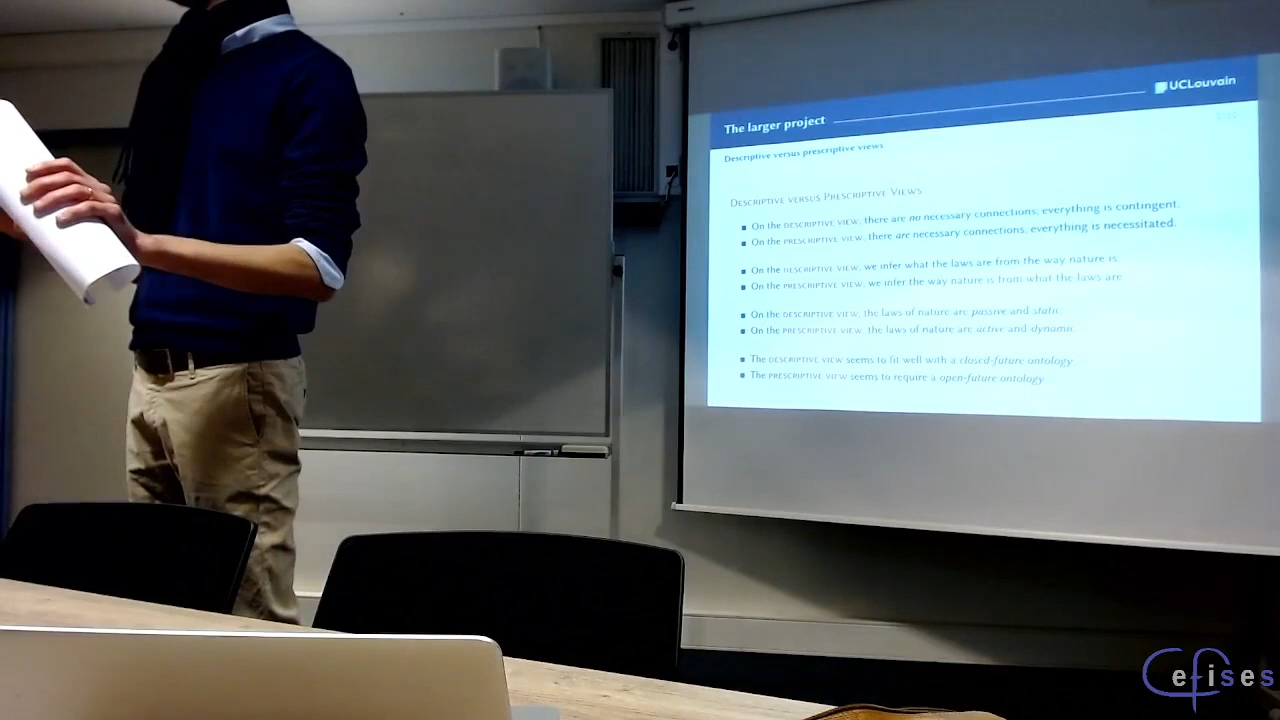 UCLouvain
The larger project
Descriptive versus prescriptive views
Descriptive versus Prescriptive Views
On the descriptive view, there are no necessary connections; everything is contingent.
On the prescriptive view, there are necessary connections; everything is necessitated.
On the descriptive view, we infer what the laws are from the way nature is.
On the prescriptive view, we infer the way nature is from what the laws are
On the descriptive view, the laws of nature are passive and static.
On the prescriptive view, the laws of nature are active and dynamic.
The descriptive view seems to fit well with a closed-future ontology.
The prescriptive view seems to require a open-future ontology.
Cefises